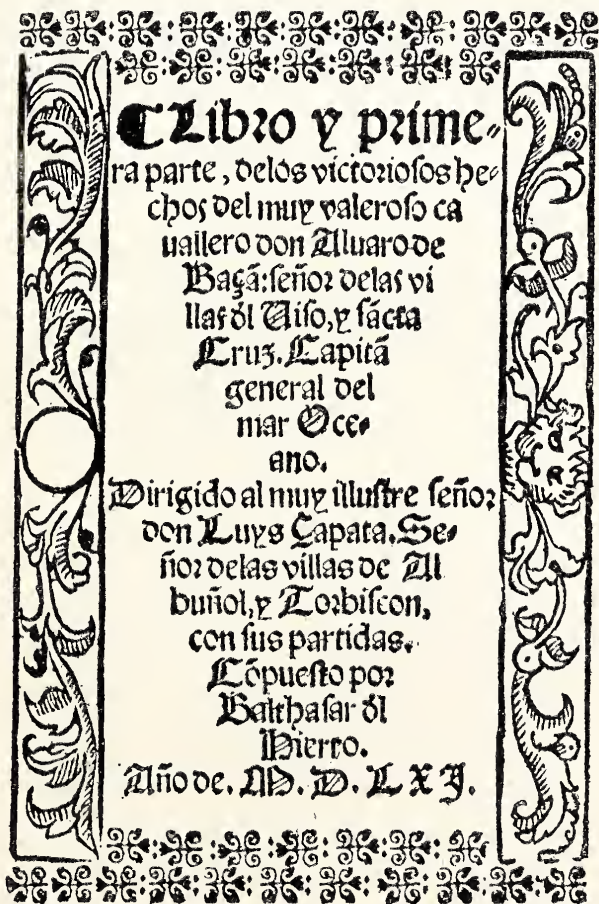 ⸿Libro y prime-
ra parte, delos victoriosos he-
chos del muy valeroso ca
uallero don Aluaro de
Baçã: señor delas vi
llas dl Uiso, y sãcta
Cruz. Capitã
general del
mar Oce-
ano.
Dirigido al muy illustre señor
don Luys Çapata. Se-
ñor delas villas de Al
buñol, y Torbiscon,
con sus partidas.
Cõpuesto por
Balthasar dl
Hierro.
Año de. M. D. L X J.